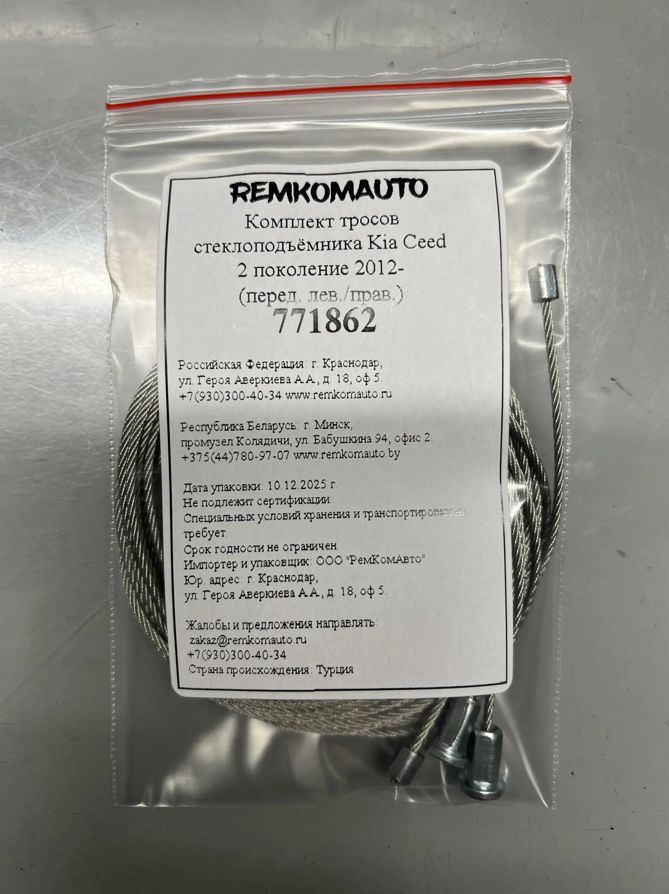 REMKOMAUTO
Комплект тросов
стеклоподъёмника Kia Ceed
2 поколение 2012-
(перед. лев./прав.)
771862
Российская Федерация: г. Краснодар,
ул. Героя Аверкиева А.А., д. 18, оф 5.
+7(930)300-40-34 www.remkomauto.ru
Республика Беларусь: г. Минск,
промузел Колядичи, ул. Бабушкина 94, офис 2.
+375(44)780-97-07 www.remkomauto.by
Дата упаковки: 10.12.2025 г.
Не подлежит сертификации.
Специальных условий хранения и транспортировки не
требует.
Срок годности не ограничен.
Импортер и упаковщик: ООО "РемКомАвто"
Юр. адрес: г. Краснодар,
ул. Героя Аверкиева А.А., д. 18, оф 5.
Жалобы и предложения направлять:
zakaz@remkomauto.ru
+7(930)300-40-34
Страна происхождения: Турция